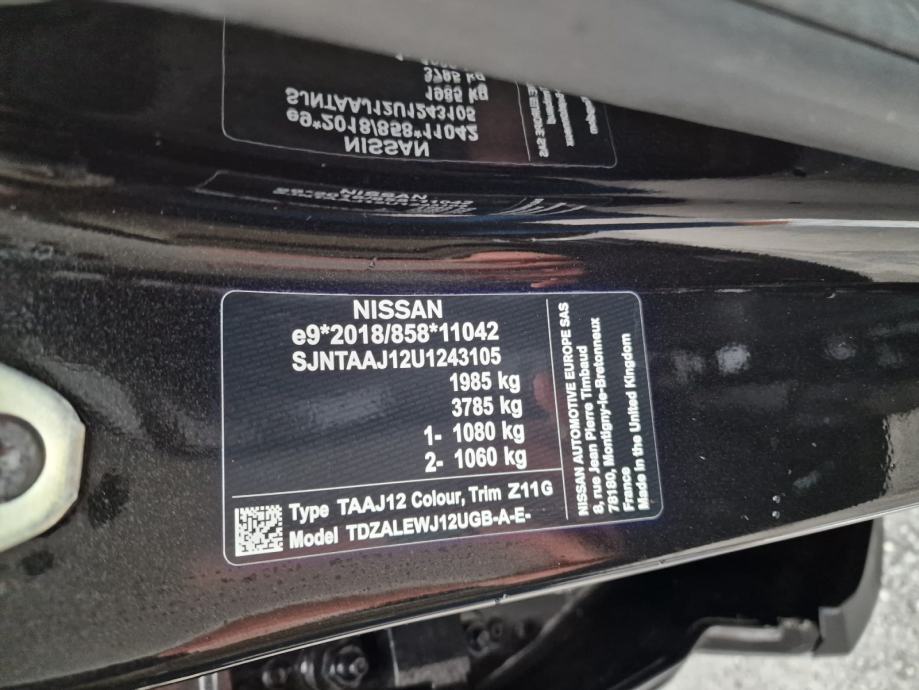 NISSAN
e9*2018/858*11042
SJNTAAJ12U1243105
1985 kg
3785 kg
1- 1080 kg
2- 1060 kg
Type TAAJ12 Colour, Trim Z11G
Model TDZALEWJ12UGB-A-E-
NISSAN AUTOMOTIVE EUROPE SAS
8, rue Jean Pierre Timbaud
78180, Montigny-le-Bretonneux
France
Made in the United Kingdom